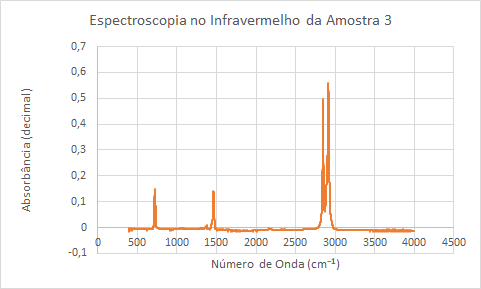 Espectroscopia no Infravermelho da Amostra 3
Absorbância (decimal)
0,7
0,6
0,5
0,4
0,3
0,2
0,1
0
-0,1
0 500 1000 1500 2000 2500 3000 3500 4000 4500
Número de Onda (cm⁻¹)